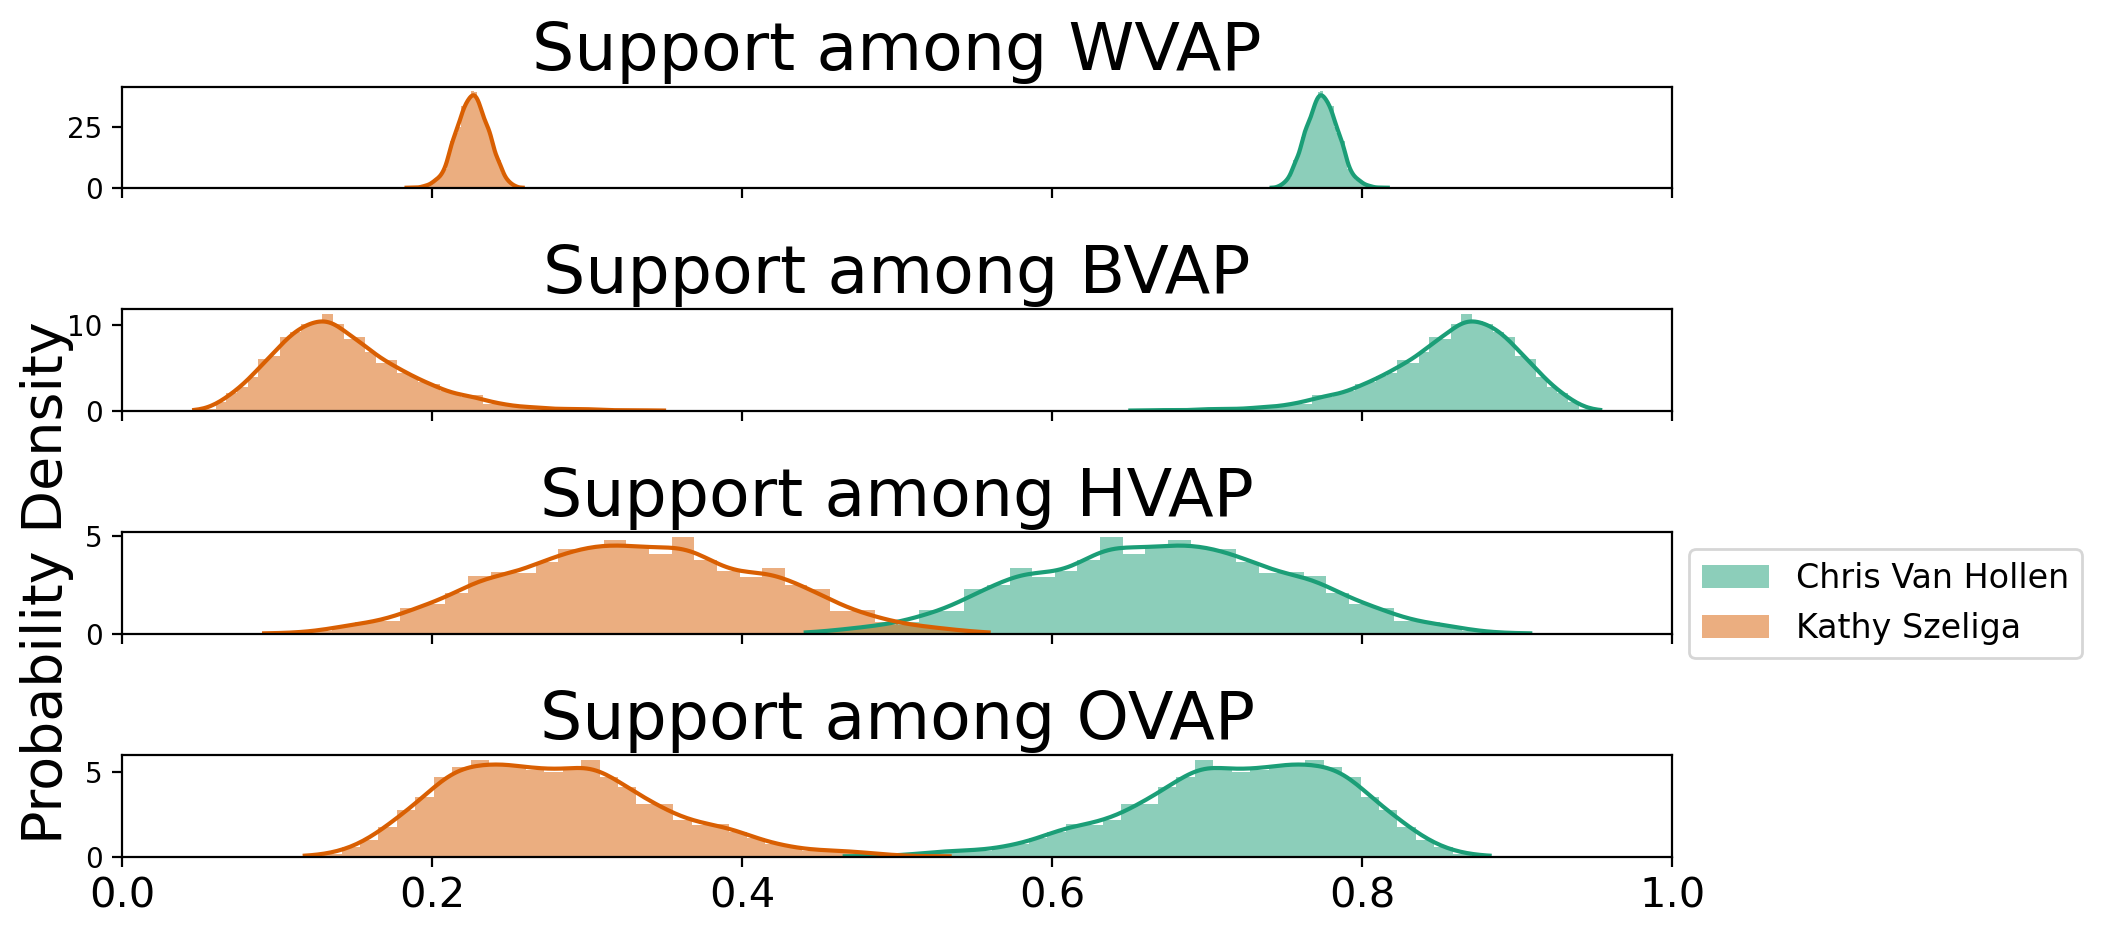 Support among WVAP
25
0
Support among BVAP
10
0
Support among HVAP
5
0
Support among OVAP
5
0
0.0 0.2 0.4 0.6 0.8 1.0
Probability Density
Chris Van Hollen
Kathy Szeliga